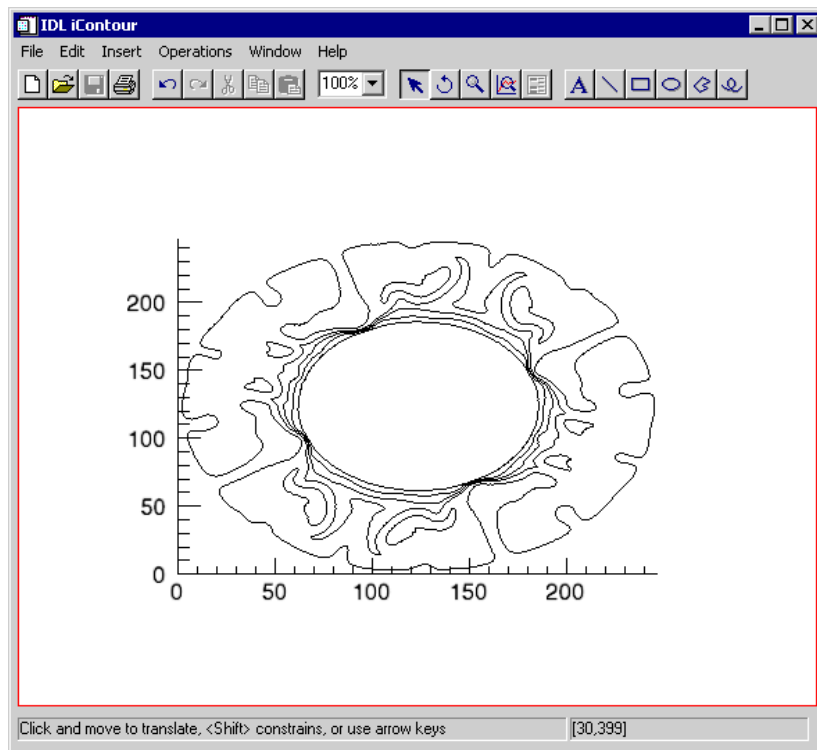 IDL iContour
File Edit Insert Operations Window Help
100% A
200
150
100
50
0
0 50 100 150 200
Click and move to translate, <Shift> constrains, or use arrow keys [30,399]